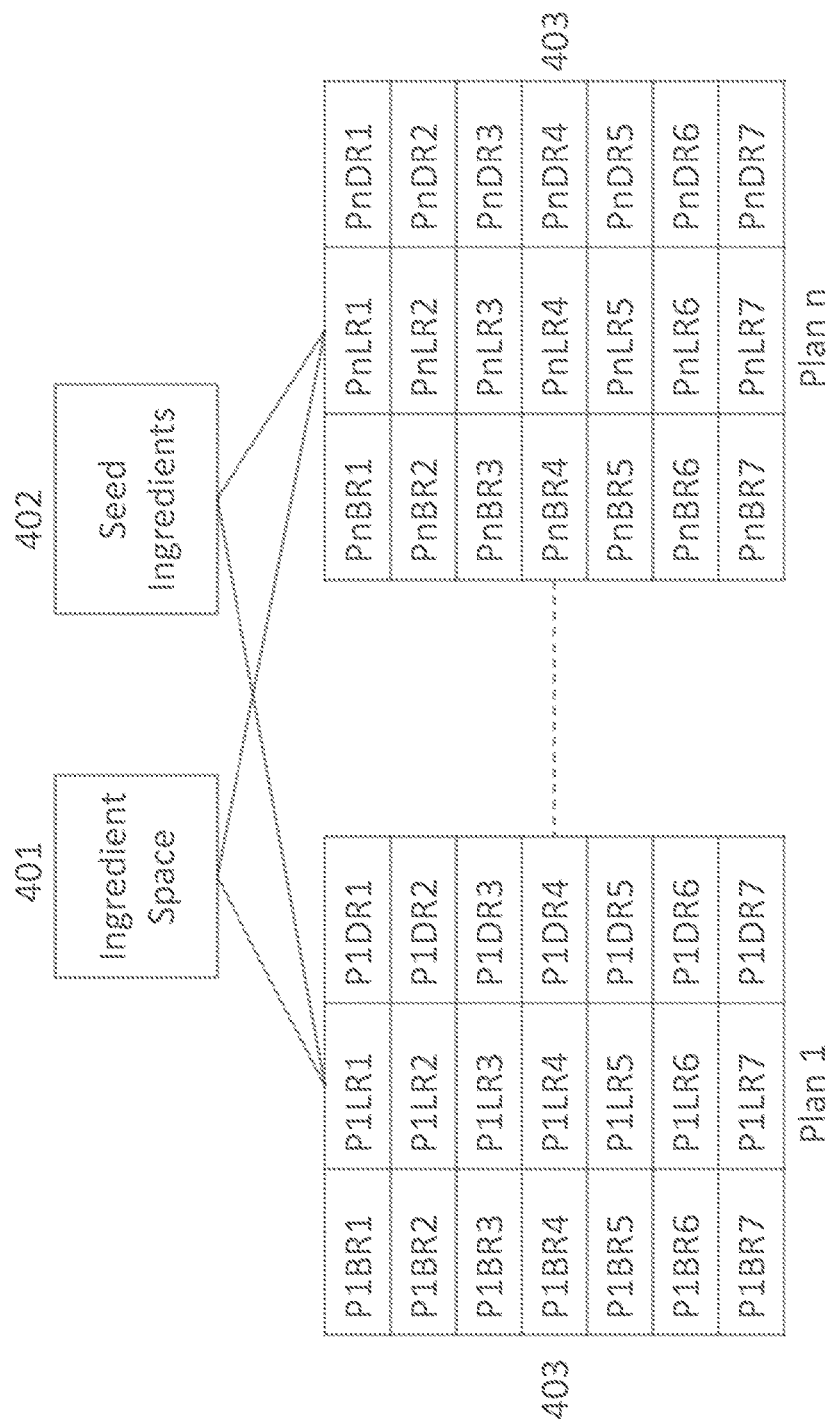 401
402
Ingredient
Space
Seed
Ingredients
403
P1BR1 P1LR1 P1DR1
P1BR2 P1LR2 P1DR2
P1BR3 P1LR3 P1DR3
P1BR4 P1LR4 P1DR4
P1BR5 P1LR5 P1DR5
P1BR6 P1LR6 P1DR6
P1BR7 P1LR7 P1DR7
Plan 1
PnBR1 PnLR1 PnDR1
PnBR2 PnLR2 PnDR2
PnBR3 PnLR3 PnDR3
PnBR4 PnLR4 PnDR4
PnBR5 PnLR5 PnDR5
PnBR6 PnLR6 PnDR6
PnBR7 PnLR7 PnDR7
Plan n
403